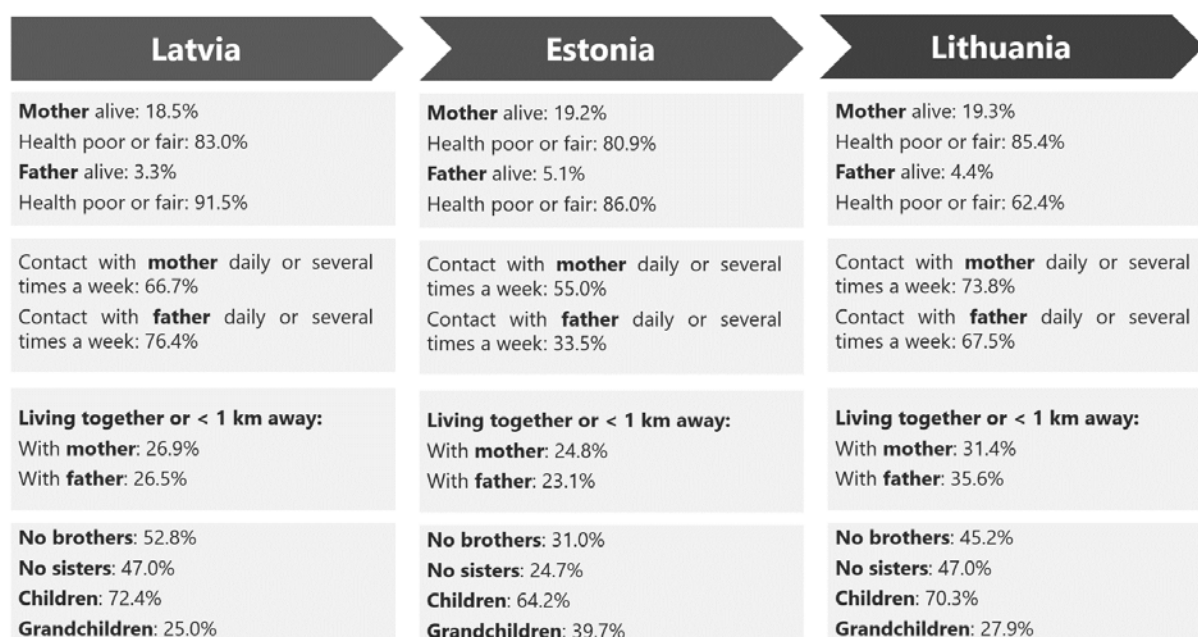 Latvia
Mother alive: 18.5%
Health poor or fair: 83.0%
Father alive: 3.3%
Health poor or fair: 91.5%
Contact with mother daily or several
times a week: 66.7%
Contact with father daily or several
times a week: 76.4%
Living together or < 1 km away:
With mother: 26.9%
With father: 26.5%
No brothers: 52.8%
No sisters: 47.0%
Children: 72.4%
Grandchildren: 25.0%
Estonia
Mother alive: 19.2%
Health poor or fair: 80.9%
Father alive: 5.1%
Health poor or fair: 86.0%
Contact with mother daily or several
times a week: 55.0%
Contact with father daily or several
times a week: 33.5%
Living together or < 1 km away:
With mother: 24.8%
With father: 23.1%
No brothers: 31.0%
No sisters: 24.7%
Children: 64.2%
Grandchildren: 39.7%
Lithuania
Mother alive: 19.3%
Health poor or fair: 85.4%
Father alive: 4.4%
Health poor or fair: 62.4%
Contact with mother daily or several
times a week: 73.8%
Contact with father daily or several
times a week: 67.5%
Living together or < 1 km away:
With mother: 31.4%
With father: 35.6%
No brothers: 45.2%
No sisters: 47.0%
Children: 70.3%
Grandchildren: 27.9%